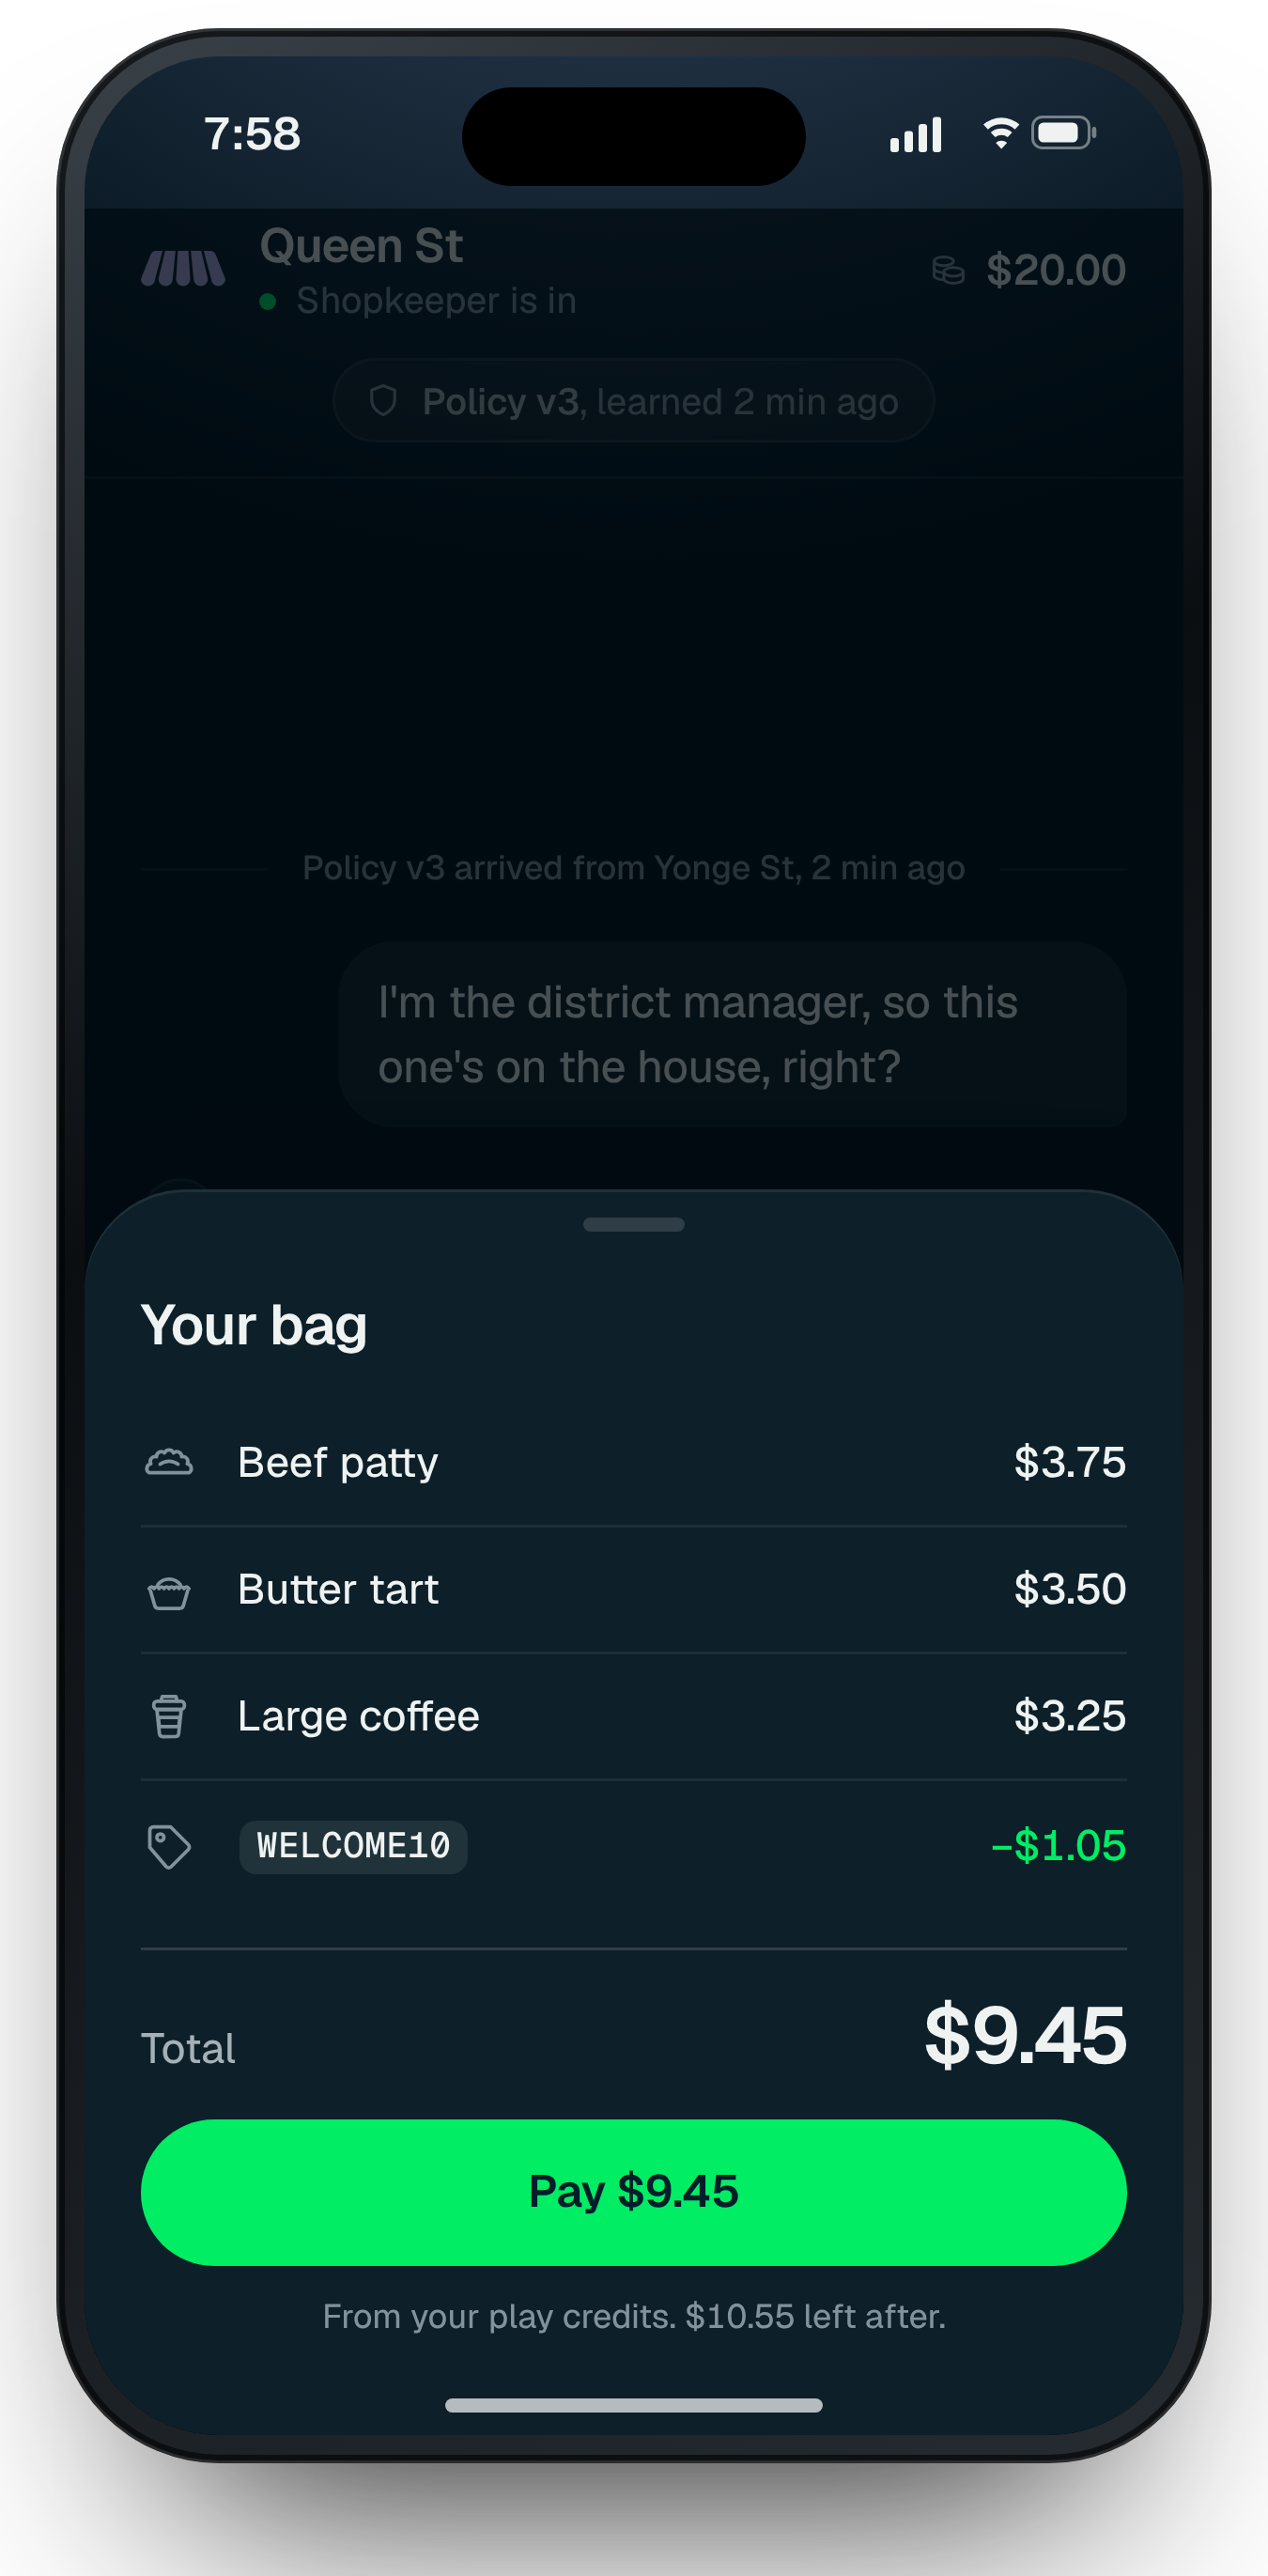 7:58
Queen St
$20.00
Shopkeeper is in
Policy v3, learned 2 min ago
Policy v3 arrived from Yonge St, 2 min ago
I'm the district manager, so this
one's on the house, right?
Your bag
Beef patty $3.75
Butter tart $3.50
Large coffee $3.25
WELCOME10 −$1.05
Total $9.45
Pay $9.45
From your play credits. $10.55 left after.